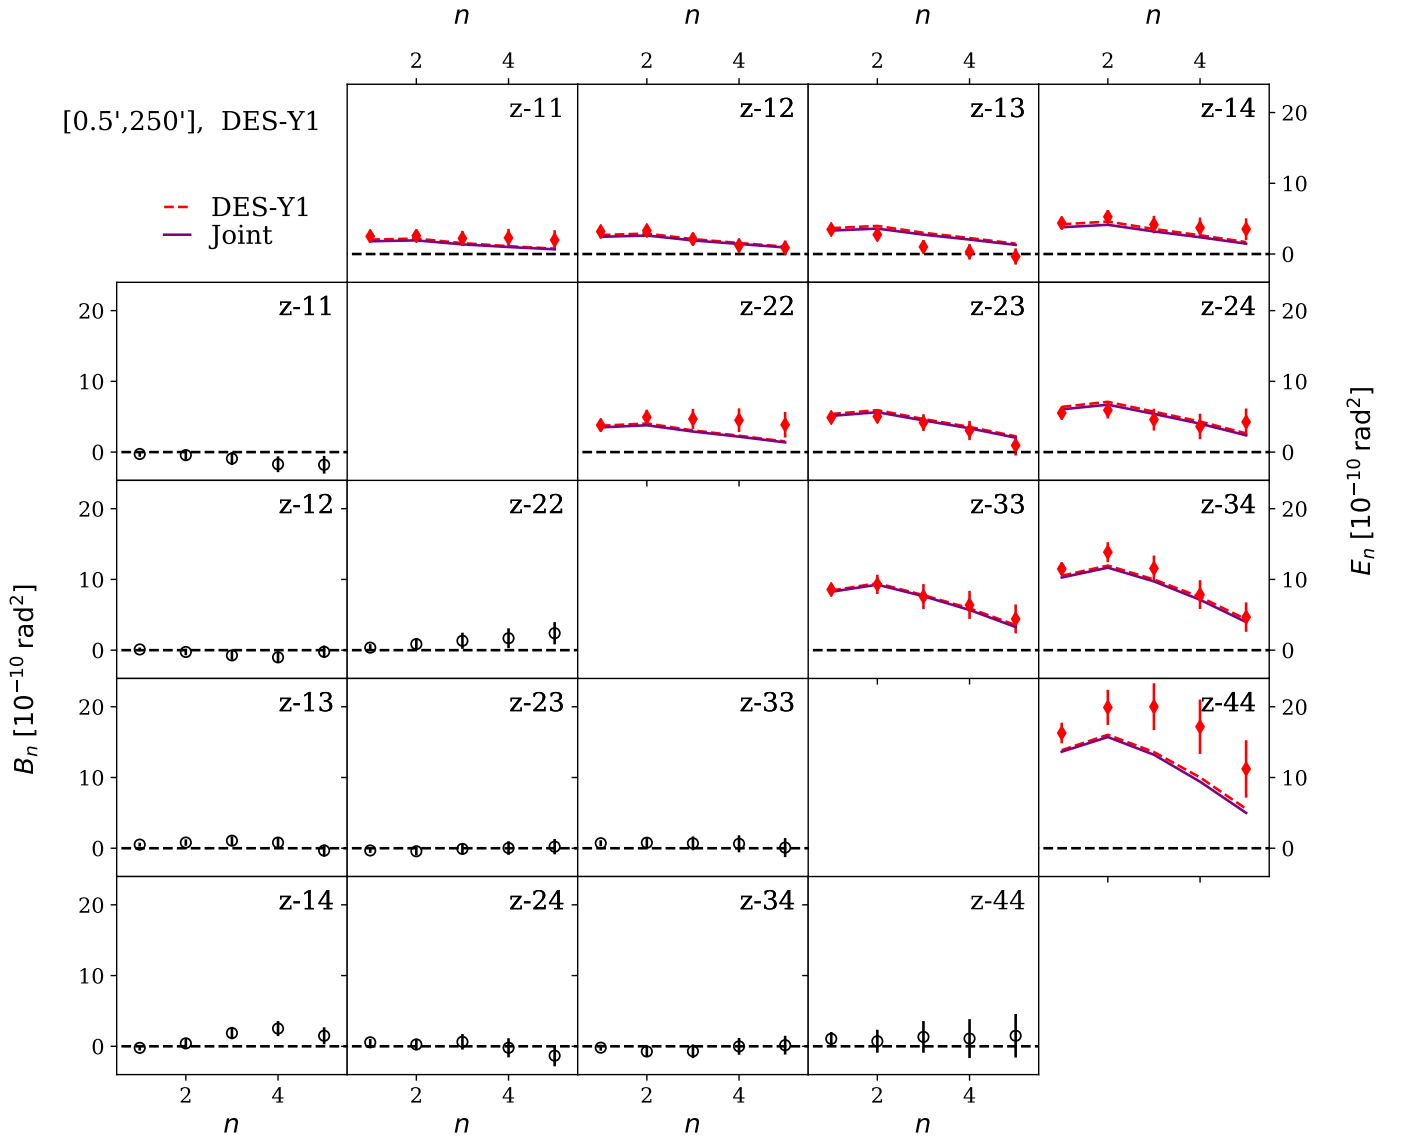 n n n n
2 4 2 4 2 4 2 4
[0.5',250'], DES-Y1
z-11 z-12 z-13 z-14
20
10
0
DES-Y1
Joint
z-11 z-22 z-23 z-24
20 20
10 10
0 0
z-12 z-22 z-33 z-34
20 20
10 10
0 0
z-13 z-23 z-33 z-44
20 20
10 10
0 0
z-14 z-24 z-34 z-44
20
10
0
2 4 2 4 2 4 2 4
n n n n
B_n [10^{-10} rad^2]
E_n [10^{-10} rad^2]